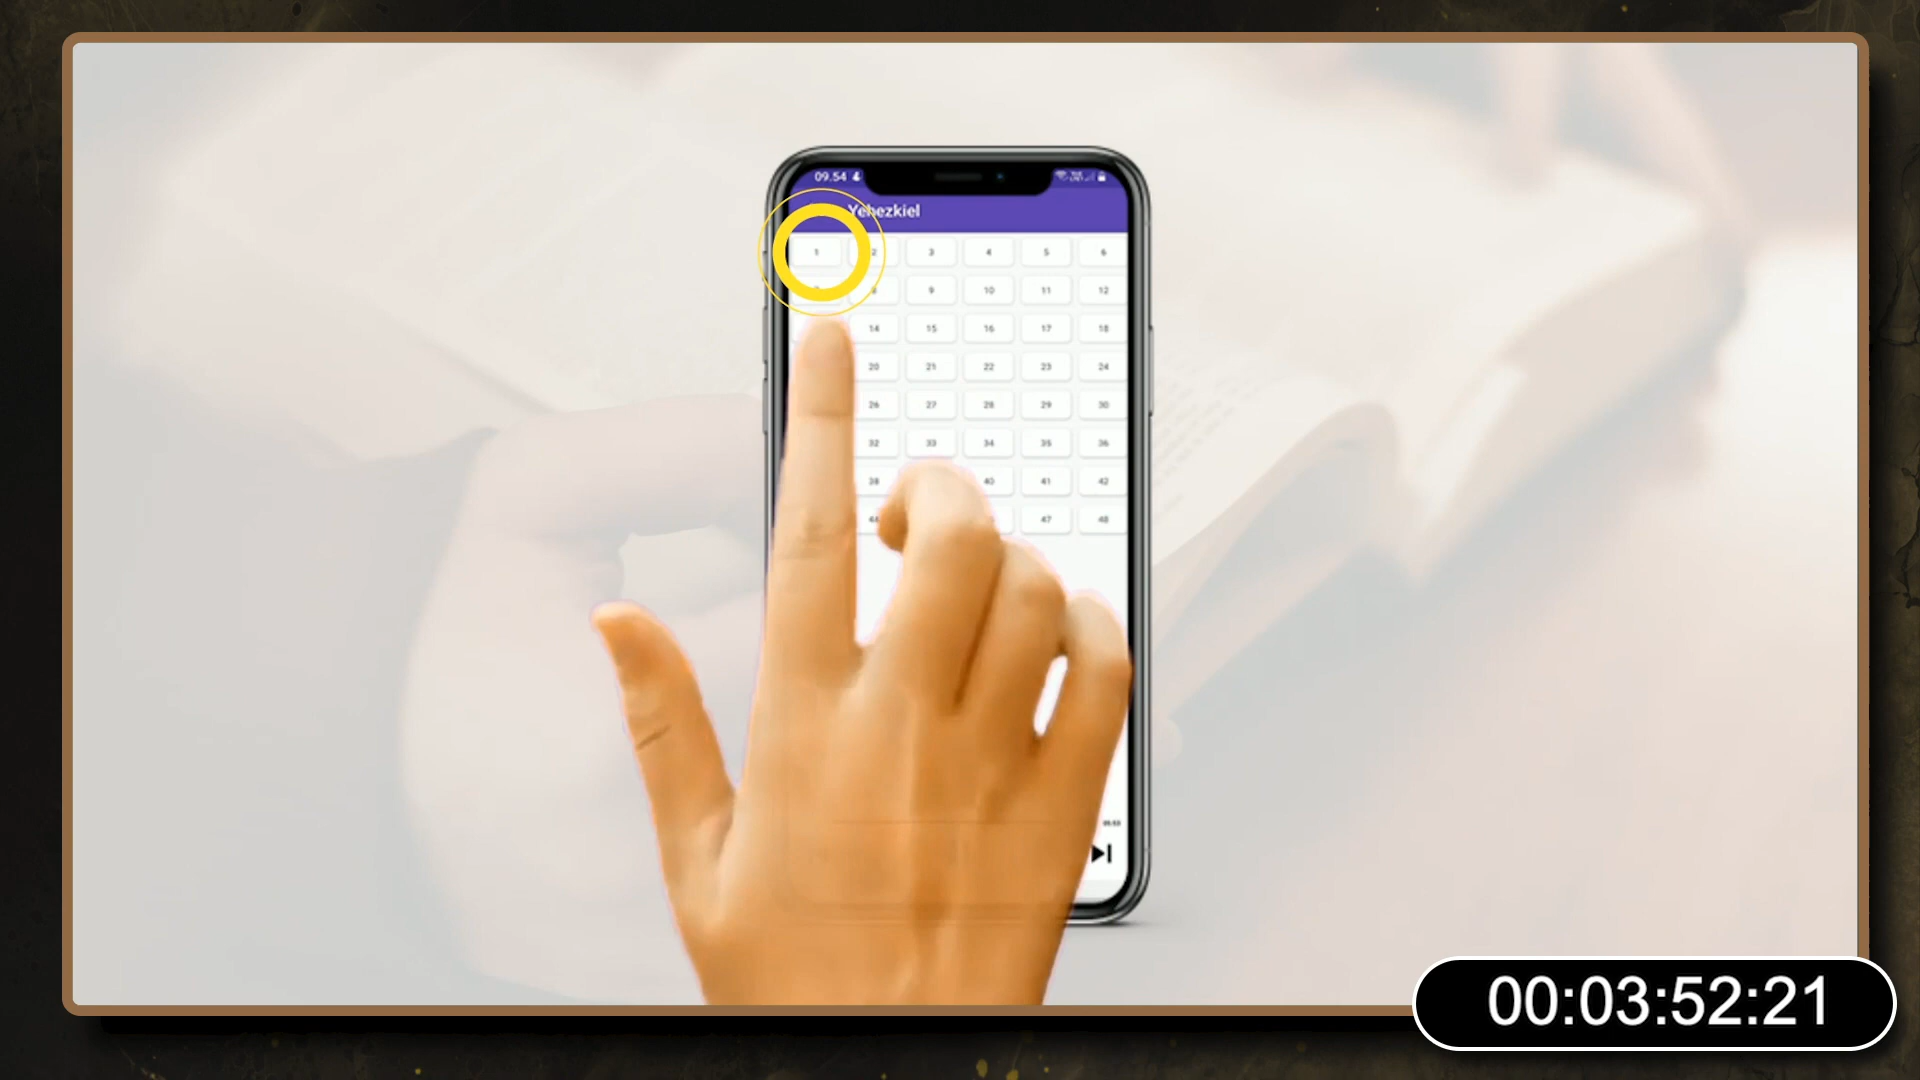 09.54
Yehezkiel
1 2 3 4 5 6
8 9 10 11 12
14 15 16 17 18
20 21 22 23 24
26 27 28 29 30
32 33 34 35 36
38 40 41 42
44 47 48
00:03:52:21